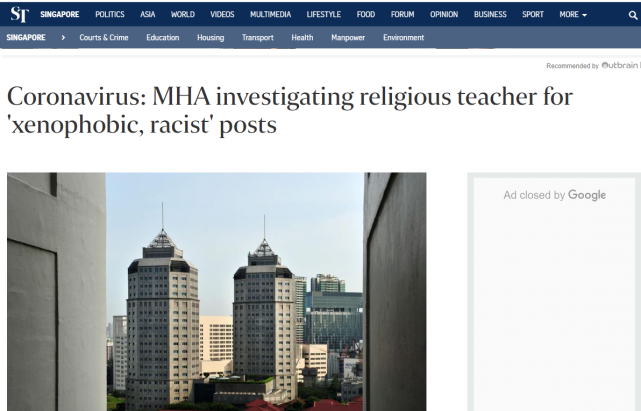 ST SINGAPORE POLITICS ASIA WORLD VIDEOS MULTIMEDIA LIFESTYLE FOOD FORUM OPINION BUSINESS SPORT MORE
SINGAPORE > Courts & Crime Education Housing Transport Health Manpower Environment
Recommended by Outbrain
Coronavirus: MHA investigating religious teacher for
'xenophobic, racist' posts
Ad closed by Google